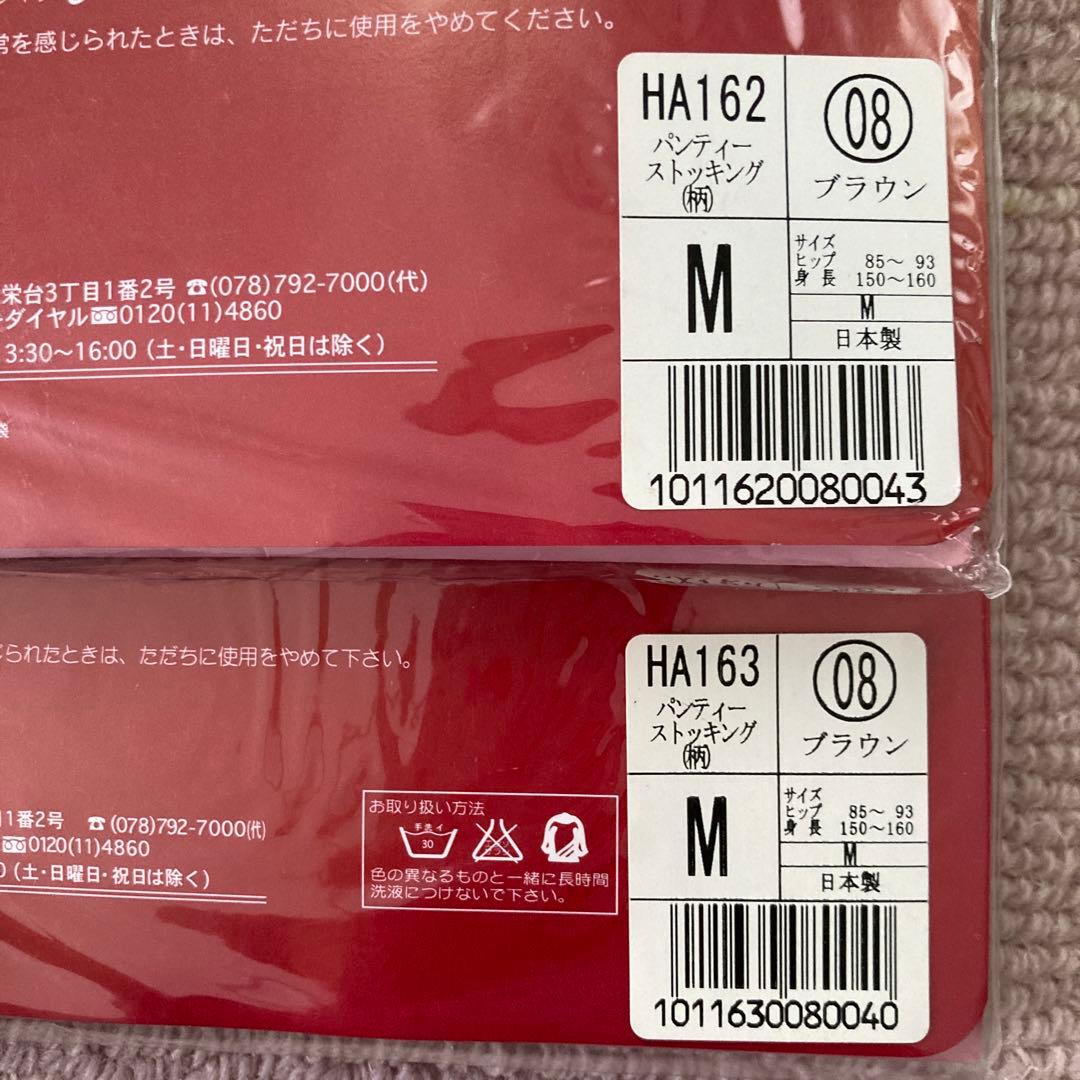 常を感じられたときは、ただちに使用をやめてください。
HA162
パンティー
ストッキング
(柄)
08
ブラウン
M
サイズ
ヒップ 85～ 93
身長 150～160
M
日本製
1011620080043
栄台3丁目1番2号 ☎(078)792-7000(代)
ダイヤル 0120(11)4860
3:30～16:00 (土・日曜日・祝日は除く)
袋
られたときは、ただちに使用をやめて下さい。
HA163
パンティー
ストッキング
(柄)
08
ブラウン
M
サイズ
ヒップ 85～ 93
身長 150～160
M
日本製
1011630080040
目1番2号 ☎(078)792-7000(代)
0120(11)4860
0 (土・日曜日・祝日は除く)
お取り扱い方法
手洗イ
30
色の異なるものと一緒に長時間
洗液につけないで下さい。